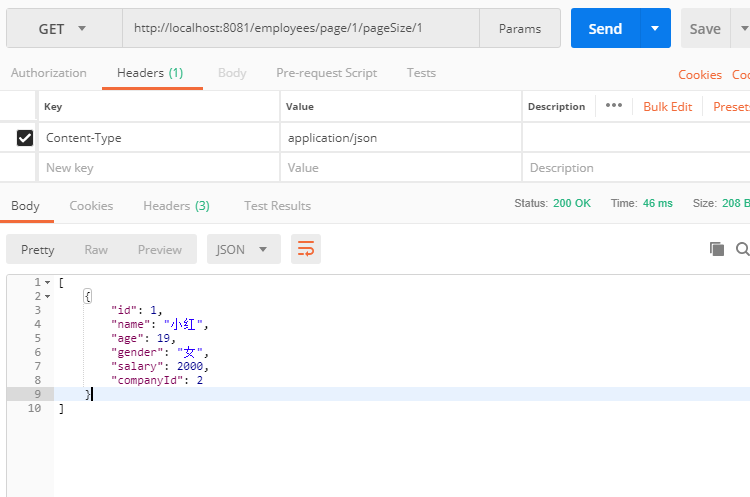 GET http://localhost:8081/employees/page/1/pageSize/1 Params Send Save
Authorization Headers (1) Body Pre-request Script Tests Cookies
Key Value Description ••• Bulk Edit Presets
Content-Type application/json
New key Value Description
Body Cookies Headers (3) Test Results Status: 200 OK Time: 46 ms Size: 208 B
Pretty Raw Preview JSON
1 [
2 {
3 "id": 1,
4 "name": "小红",
5 "age": 19,
6 "gender": "女",
7 "salary": 2000,
8 "companyId": 2
9 }
10 ]